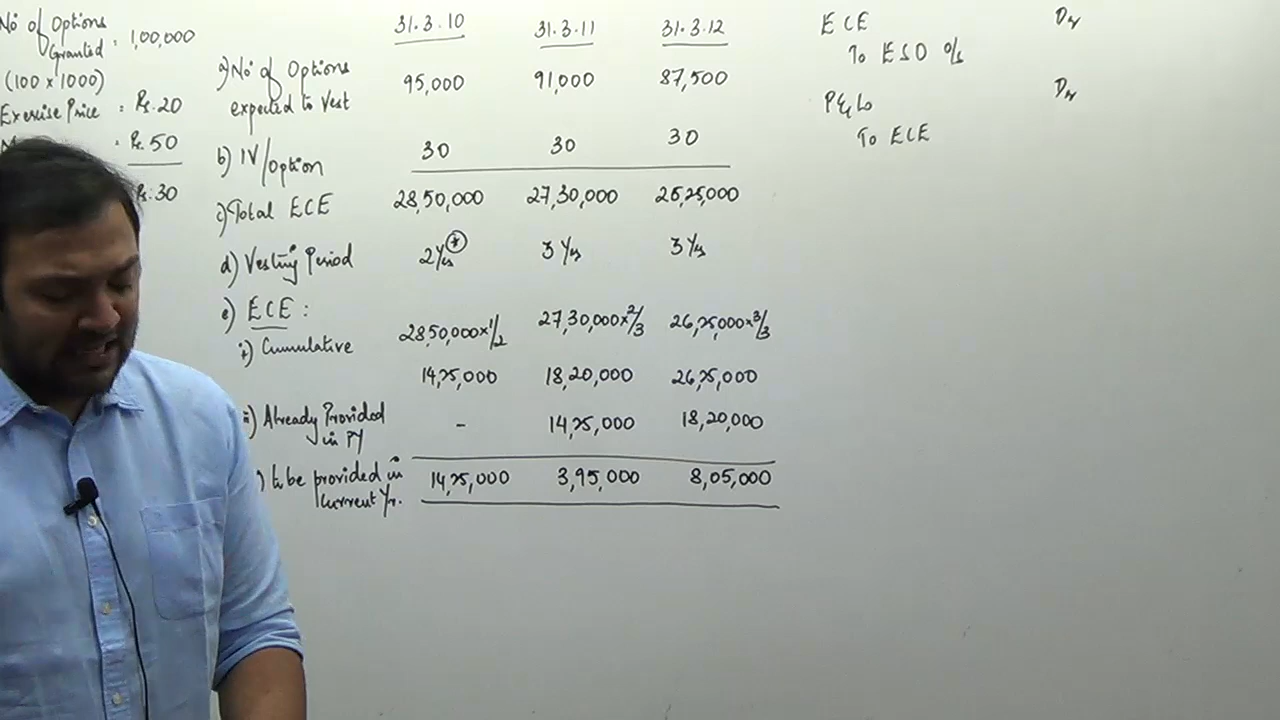 No of Options
Granted : 1,00,000
(100 x 1000)
Exercise Price : Rs.20
: Rs.50
Rs.30
31.3.10 31.3.11 31.3.12
a) No of Options
expected to Vest 95,000 91,000 87,500
b) IV/Option 30 30 30
c) Total ECE 28,50,000 27,30,000 26,25,000
d) Vesting Period 2 Yrs * 3 Yrs 3 Yrs
e) ECE :
i) Cumulative 28,50,000x1/2 27,30,000x2/3 26,25,000x3/3
14,25,000 18,20,000 26,25,000
ii) Already Provided
in PY - 14,25,000 18,20,000
) to be provided in
Current Yr. 14,25,000 3,95,000 8,05,000
ECE Dr
To ESO o/s
P&L Dr
To ECE